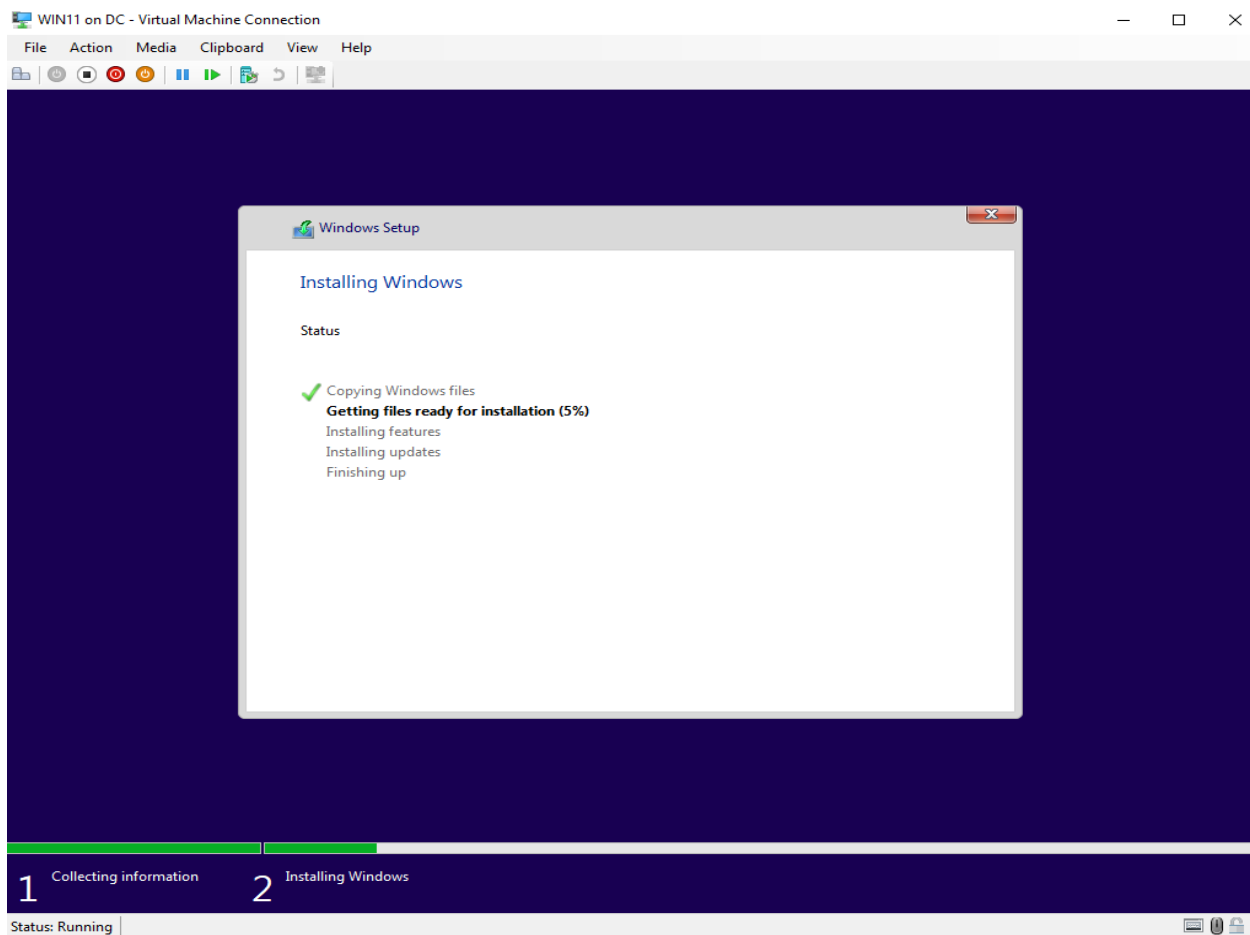 WIN11 on DC - Virtual Machine Connection
File Action Media Clipboard View Help
Windows Setup
Installing Windows
Status
Copying Windows files
Getting files ready for installation (5%)
Installing features
Installing updates
Finishing up
1 Collecting information 2 Installing Windows
Status: Running